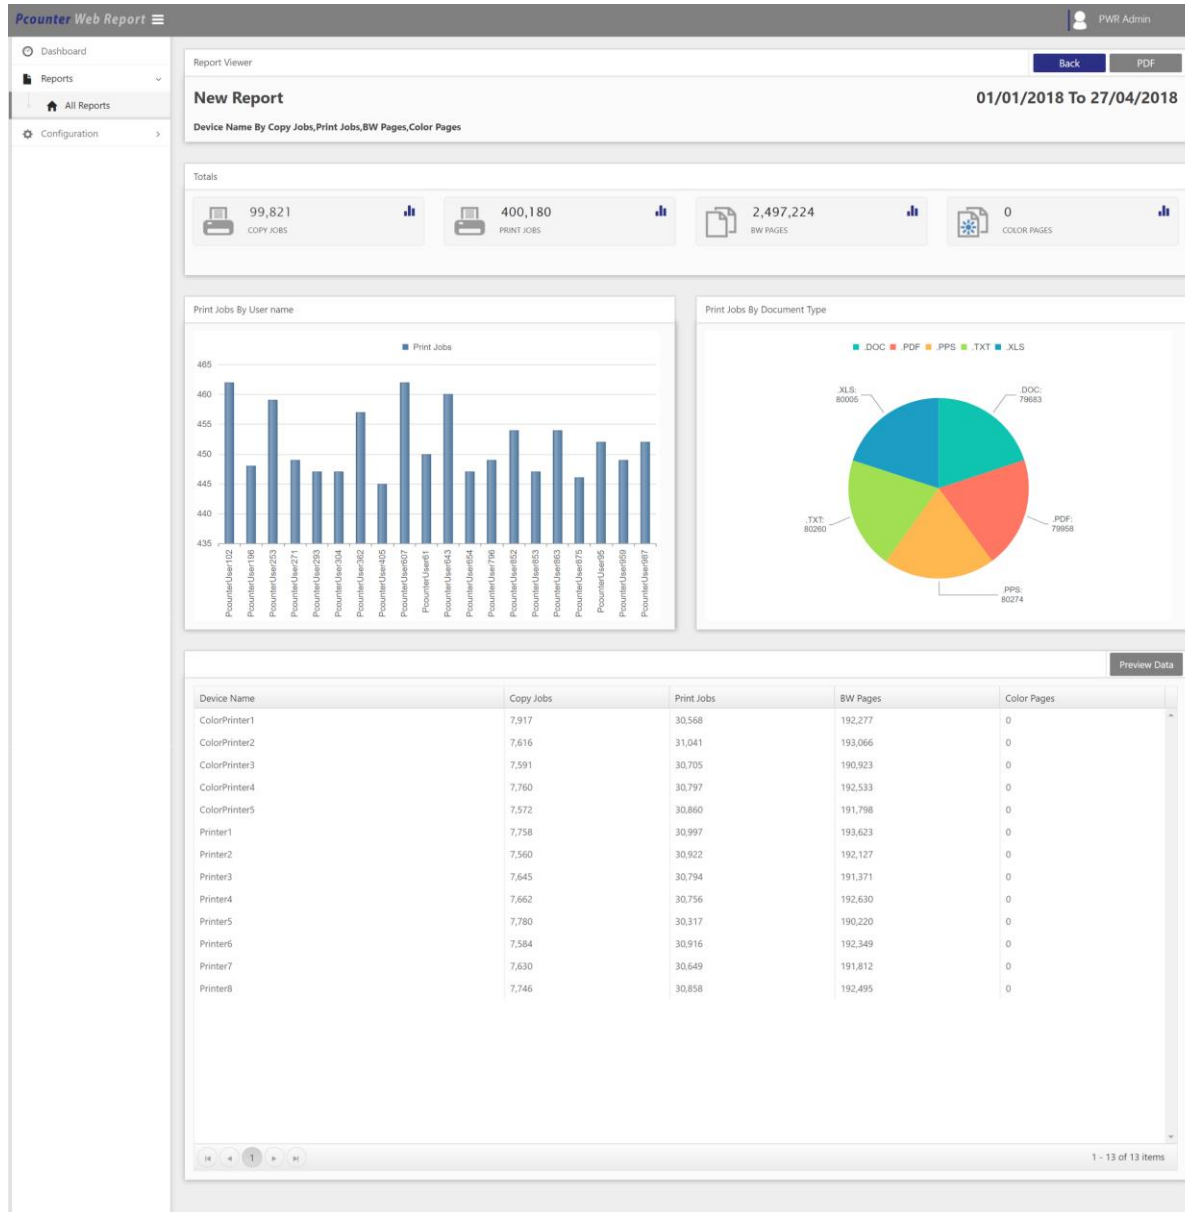 Pcounter Web Report
PWR Admin
Dashboard
Reports
All Reports
Configuration
Report Viewer
Back
PDF
New Report
01/01/2018 To 27/04/2018
Device Name By Copy Jobs,Print Jobs,BW Pages,Color Pages
Totals
99,821
COPY JOBS
400,180
PRINT JOBS
2,497,224
BW PAGES
0
COLOR PAGES
Print Jobs By User name
Print Jobs
465
460
455
450
445
440
435
PcounterUser102
PcounterUser196
PcounterUser253
PcounterUser271
PcounterUser293
PcounterUser304
PcounterUser362
PcounterUser405
PcounterUser607
PcounterUser61
PcounterUser643
PcounterUser654
PcounterUser796
PcounterUser852
PcounterUser853
PcounterUser863
PcounterUser875
PcounterUser95
PcounterUser959
PcounterUser987
Print Jobs By Document Type
.DOC .PDF .PPS .TXT .XLS
.XLS:
80005
.DOC:
79683
.TXT:
80260
.PDF:
79958
.PPS:
80274
Preview Data
Device Name Copy Jobs Print Jobs BW Pages Color Pages
ColorPrinter1 7,917 30,568 192,277 0
ColorPrinter2 7,616 31,041 193,066 0
ColorPrinter3 7,591 30,705 190,923 0
ColorPrinter4 7,760 30,797 192,533 0
ColorPrinter5 7,572 30,860 191,798 0
Printer1 7,758 30,997 193,623 0
Printer2 7,560 30,922 192,127 0
Printer3 7,645 30,794 191,371 0
Printer4 7,662 30,756 192,630 0
Printer5 7,780 30,317 190,220 0
Printer6 7,584 30,916 192,349 0
Printer7 7,630 30,649 191,812 0
Printer8 7,746 30,858 192,495 0
1
1 - 13 of 13 items